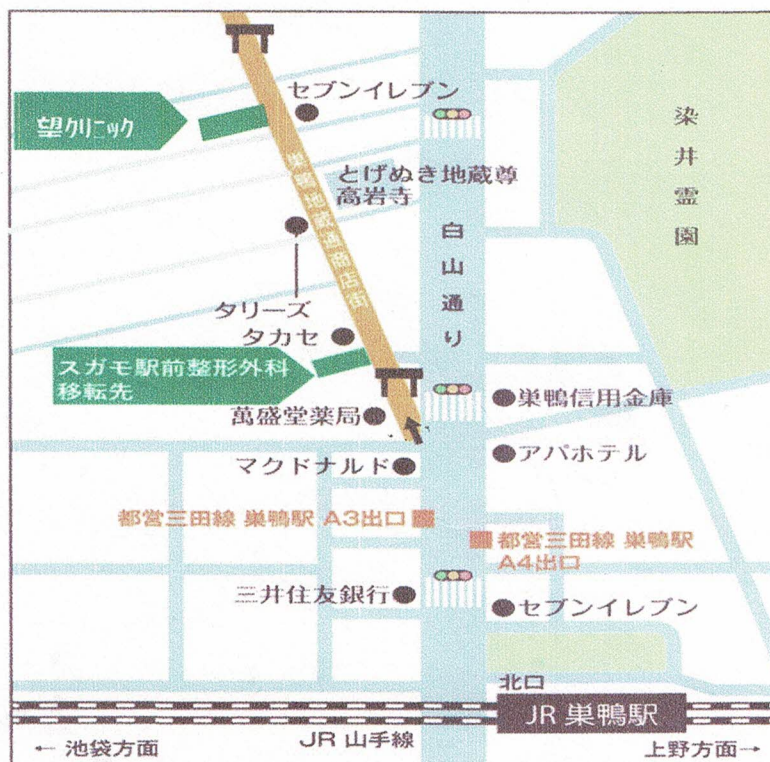 セブンイレブン
望クリニック
染井霊園
とげぬき地蔵尊
高岩寺
巣鴨地蔵通商店街
白山通り
タリーズ
タカセ
スガモ駅前整形外科
移転先
萬盛堂薬局
巣鴨信用金庫
マクドナルド
アパホテル
都営三田線 巣鴨駅 A3出口
都営三田線 巣鴨駅
A4出口
三井住友銀行
セブンイレブン
北口
JR 巣鴨駅
← 池袋方面
JR 山手線
上野方面→